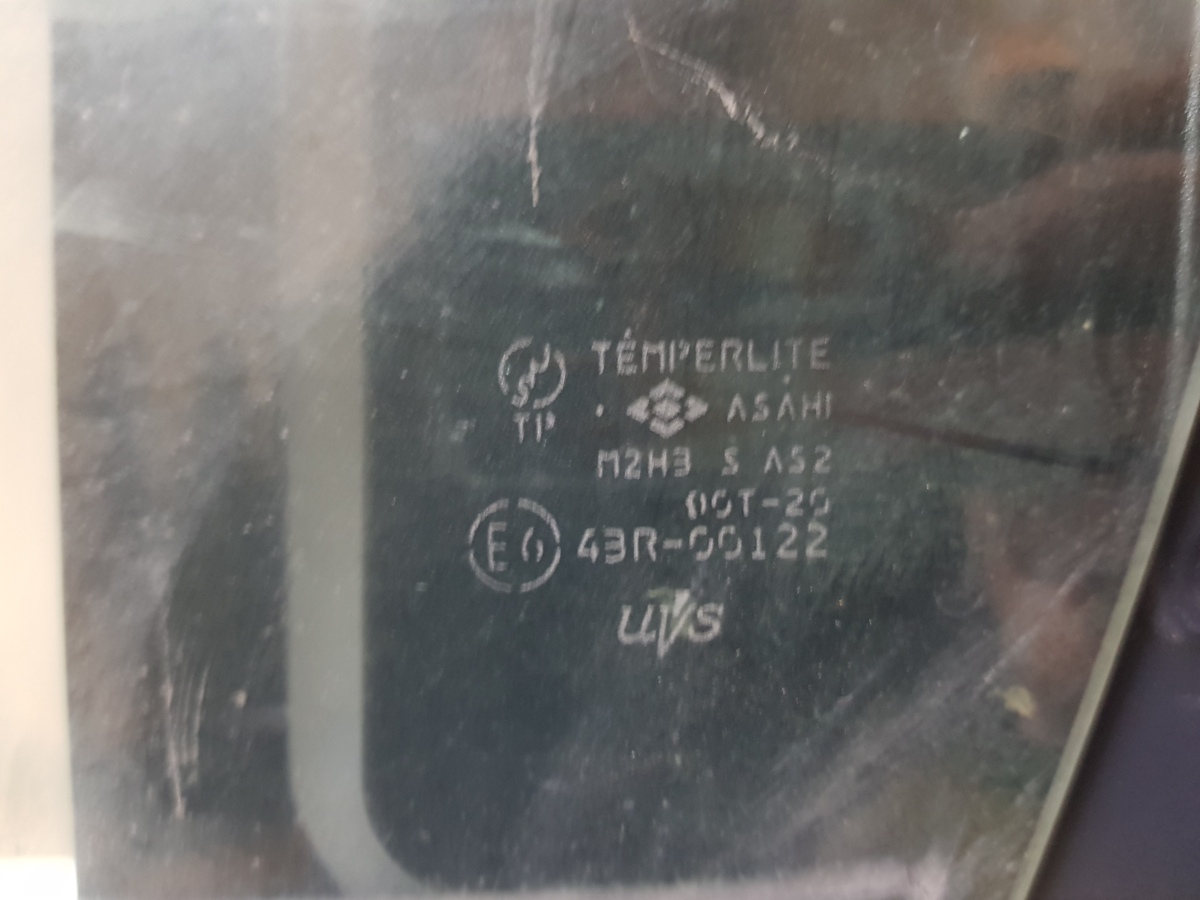 TEMPERLITE
TP
ASAHI
M2H3 S AS2
DOT-20
E6 43R-00122
UVS